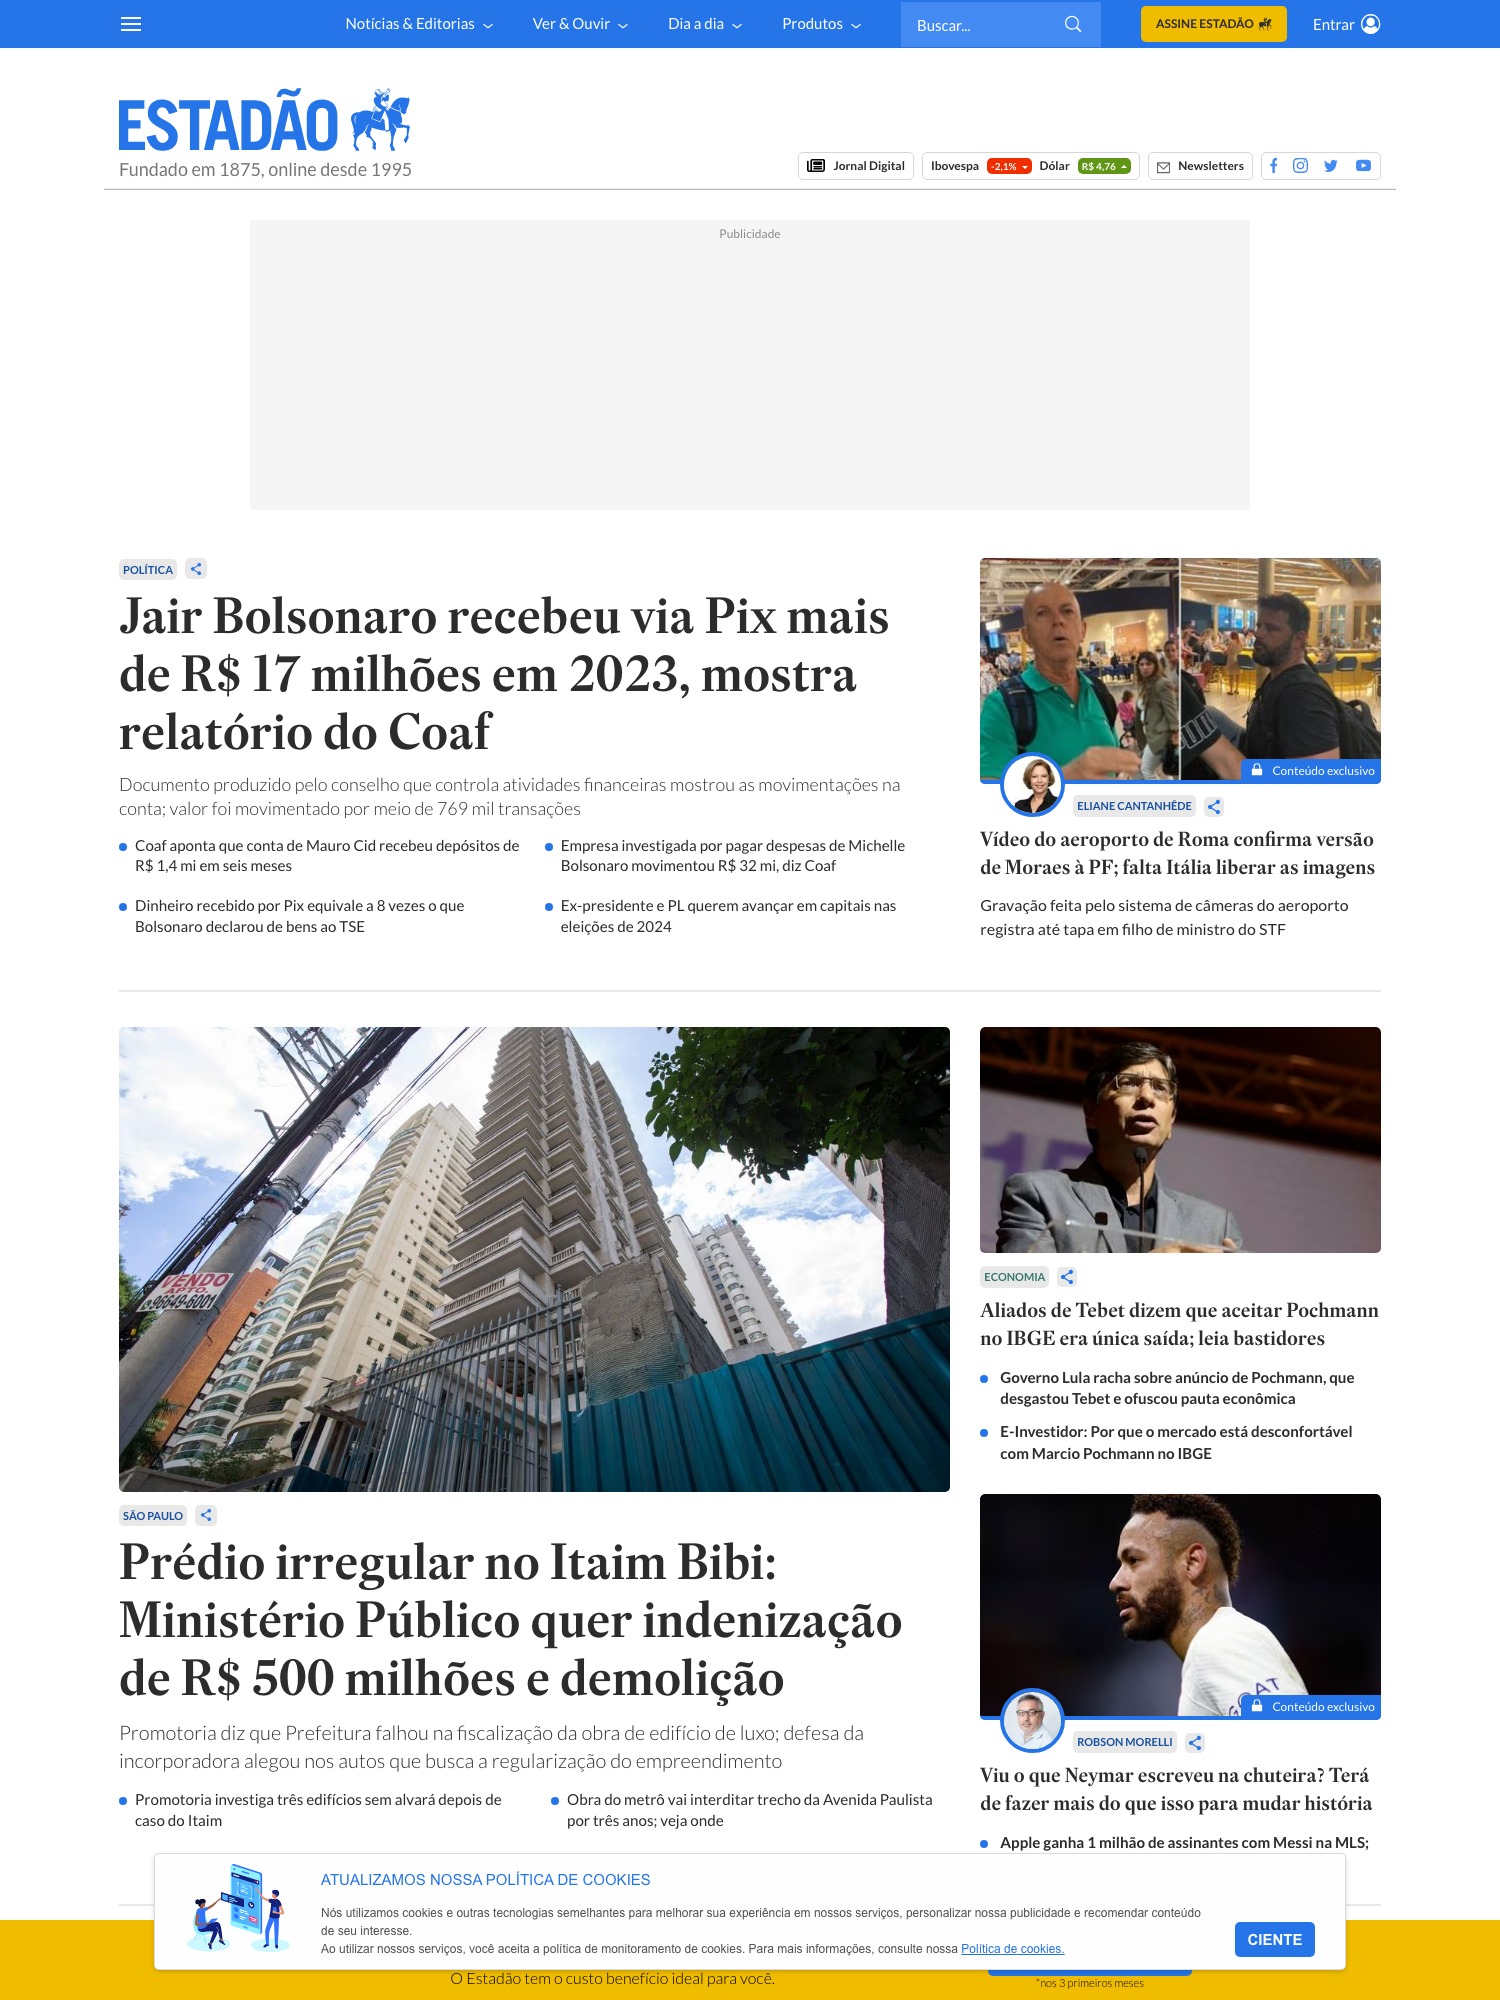 Notícias & Editorias
Ver & Ouvir
Dia a dia
Produtos
Buscar...
ASSINE ESTADÃO
Entrar
ESTADÃO
Fundado em 1875, online desde 1995
Jornal Digital
Ibovespa -2,1% Dólar R$ 4,76
Newsletters
Publicidade
POLÍTICA
Jair Bolsonaro recebeu via Pix mais
de R$ 17 milhões em 2023, mostra
relatório do Coaf
Documento produzido pelo conselho que controla atividades financeiras mostrou as movimentações na
conta; valor foi movimentado por meio de 769 mil transações
Coaf aponta que conta de Mauro Cid recebeu depósitos de
R$ 1,4 mi em seis meses
Empresa investigada por pagar despesas de Michelle
Bolsonaro movimentou R$ 32 mi, diz Coaf
Dinheiro recebido por Pix equivale a 8 vezes o que
Bolsonaro declarou de bens ao TSE
Ex-presidente e PL querem avançar em capitais nas
eleições de 2024
Conteúdo exclusivo
ELIANE CANTANHÊDE
Vídeo do aeroporto de Roma confirma versão
de Moraes à PF; falta Itália liberar as imagens
Gravação feita pelo sistema de câmeras do aeroporto
registra até tapa em filho de ministro do STF
VENDO
APTO.
96649-6001
SÃO PAULO
Prédio irregular no Itaim Bibi:
Ministério Público quer indenização
de R$ 500 milhões e demolição
Promotoria diz que Prefeitura falhou na fiscalização da obra de edifício de luxo; defesa da
incorporadora alegou nos autos que busca a regularização do empreendimento
Promotoria investiga três edifícios sem alvará depois de
caso do Itaim
Obra do metrô vai interditar trecho da Avenida Paulista
por três anos; veja onde
ECONOMIA
Aliados de Tebet dizem que aceitar Pochmann
no IBGE era única saída; leia bastidores
Governo Lula racha sobre anúncio de Pochmann, que
desgastou Tebet e ofuscou pauta econômica
E-Investidor: Por que o mercado está desconfortável
com Marcio Pochmann no IBGE
Conteúdo exclusivo
ROBSON MORELLI
Viu o que Neymar escreveu na chuteira? Terá
de fazer mais do que isso para mudar história
Apple ganha 1 milhão de assinantes com Messi na MLS;
ATUALIZAMOS NOSSA POLÍTICA DE COOKIES
Nós utilizamos cookies e outras tecnologias semelhantes para melhorar sua experiência em nossos serviços, personalizar nossa publicidade e recomendar conteúdo
de seu interesse.
Ao utilizar nossos serviços, você aceita a política de monitoramento de cookies. Para mais informações, consulte nossa Política de cookies.
CIENTE
O Estadão tem o custo benefício ideal para você.
*nos 3 primeiros meses